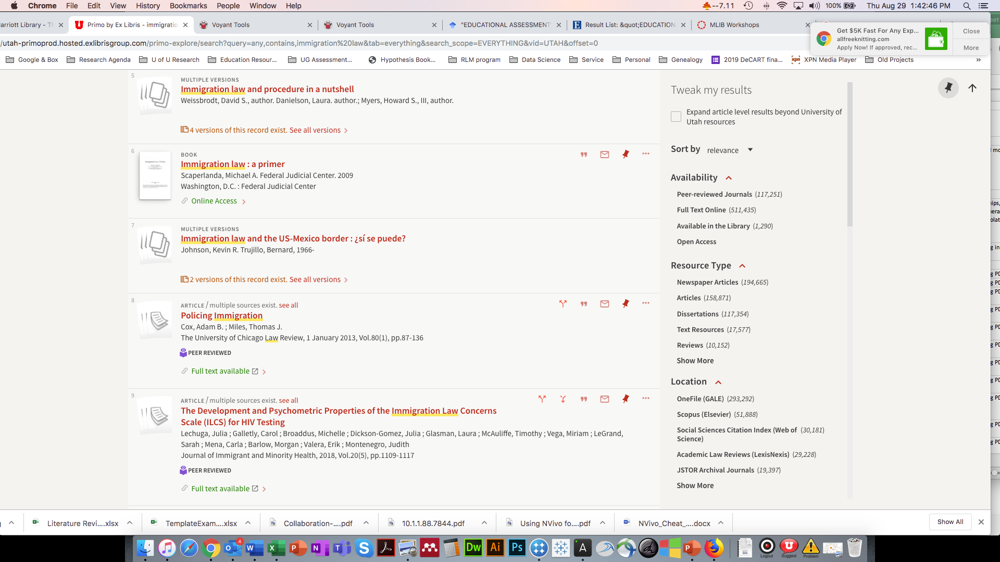 Chrome File Edit View History Bookmarks People Window Help
--7.11 100% Thu Aug 29 1:42:46 PM
arriott Library - Th
Primo by Ex Libris - immigratio
Voyant Tools
Voyant Tools
"EDUCATIONAL ASSESSMENT
Result List: &quot;EDUCATION
MLIB Workshops
/utah-primoprod.hosted.exlibrisgroup.com/primo-explore/search?query=any,contains,immigration%20law&tab=everything&search_scope=EVERYTHING&vid=UTAH&offset=0
Get $5K Fast For Any Exp...
allfreeknitting.com
Apply Now! If approved, rec...
Close
More
Google & Box
Research Agenda
U of U Research
Education Resour...
UG Assessment...
Hypothesis Book...
RLM program
Data Science
Service
Personal
Genealogy
2019 DeCART fina...
xpn XPN Media Player
Old Projects
»
5
MULTIPLE VERSIONS
Immigration law and procedure in a nutshell
Weissbrodt, David S., author. Danielson, Laura. author.; Myers, Howard S., III, author.
4 versions of this record exist. See all versions
6
BOOK
Immigration law : a primer
Scaperlanda, Michael A. Federal Judicial Center. 2009
Washington, D.C. : Federal Judicial Center
Online Access
7
MULTIPLE VERSIONS
Immigration law and the US-Mexico border : ¿sí se puede?
Johnson, Kevin R. Trujillo, Bernard, 1966-
2 versions of this record exist. See all versions
8
ARTICLE / multiple sources exist. see all
Policing Immigration
Cox, Adam B. ; Miles, Thomas J.
The University of Chicago Law Review, 1 January 2013, Vol.80(1), pp.87-136
PEER REVIEWED
Full text available
9
ARTICLE / multiple sources exist. see all
The Development and Psychometric Properties of the Immigration Law Concerns
Scale (ILCS) for HIV Testing
Lechuga, Julia ; Galletly, Carol ; Broaddus, Michelle ; Dickson-Gomez, Julia ; Glasman, Laura ; McAuliffe, Timothy ; Vega, Miriam ; LeGrand,
Sarah ; Mena, Carla ; Barlow, Morgan ; Valera, Erik ; Montenegro, Judith
Journal of Immigrant and Minority Health, 2018, Vol.20(5), pp.1109-1117
PEER REVIEWED
Full text available
Tweak my results
Expand article level results beyond University of
Utah resources
Sort by relevance
Availability
Peer-reviewed Journals (117,251)
Full Text Online (511,435)
Available in the Library (1,290)
Open Access
Resource Type
Newspaper Articles (194,665)
Articles (158,871)
Dissertations (117,354)
Text Resources (17,577)
Reviews (10,152)
Show More
Location
OneFile (GALE) (293,292)
Scopus (Elsevier) (51,888)
Social Sciences Citation Index (Web of (30,181)
Science)
Academic Law Reviews (LexisNexis) (29,228)
JSTOR Archival Journals (19,397)
Show More
Literature Revi....xlsx
TemplateExam....xlsx
Collaboration-....pdf
10.1.1.88.7844.pdf
Using NVivo fo....pdf
NVivo_Cheat_....docx
Show All
4
Dw
Ai
Ps
A
Logout
Suggest
Problem